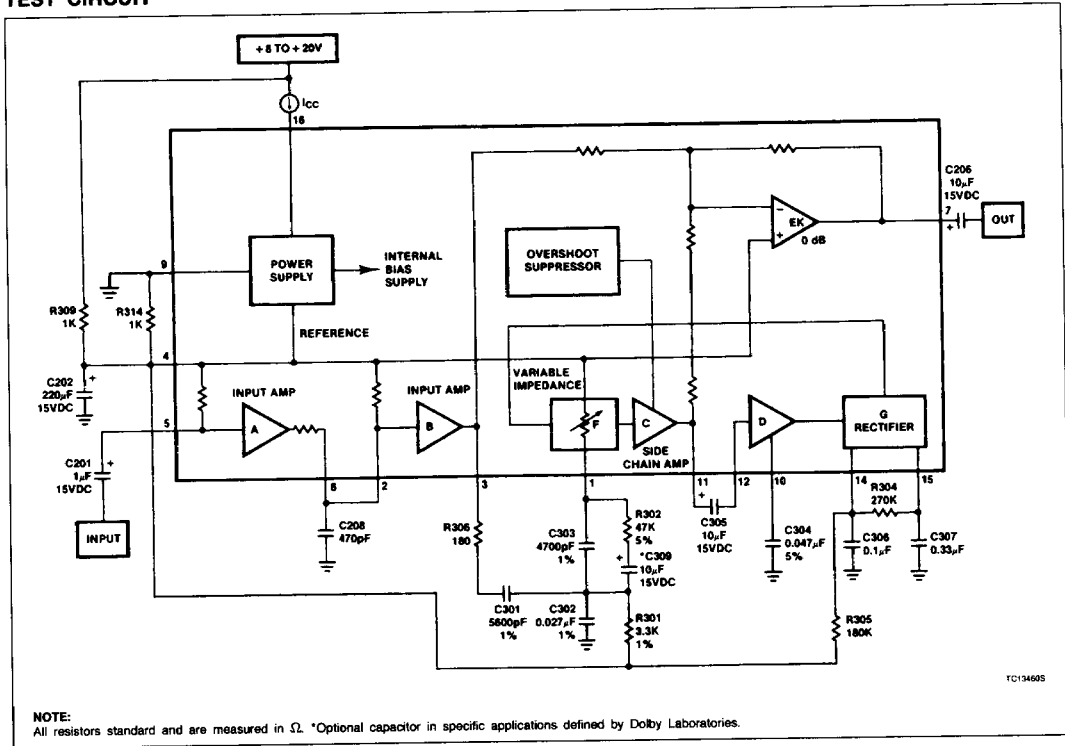 TEST CIRCUIT
+8 TO +20V
ICC
16
C206
10μF
15VDC
7
+
OUT
−
EK
+
0 dB
OVERSHOOT
SUPPRESSOR
9
POWER
SUPPLY
INTERNAL
BIAS
SUPPLY
R309
1K
R314
1K
REFERENCE
4
C202
220μF
15VDC
+
INPUT AMP
A
INPUT AMP
B
VARIABLE
IMPEDANCE
F
C
SIDE
CHAIN AMP
D
G
RECTIFIER
5
C201
1μF
15VDC
+
INPUT
6
2
3
1
11
12
10
14
15
C208
470pF
R306
180
C303
4700pF
1%
R302
47K
5%
+
*C309
10μF
15VDC
+
C305
10μF
15VDC
C304
0.047μF
5%
R304
270K
C306
0.1μF
C307
0.33μF
C301
5600pF
1%
C302
0.027μF
1%
R301
3.3K
1%
R305
180K
TC13460S
NOTE:
All resistors standard and are measured in Ω. *Optional capacitor in specific applications defined by Dolby Laboratories.